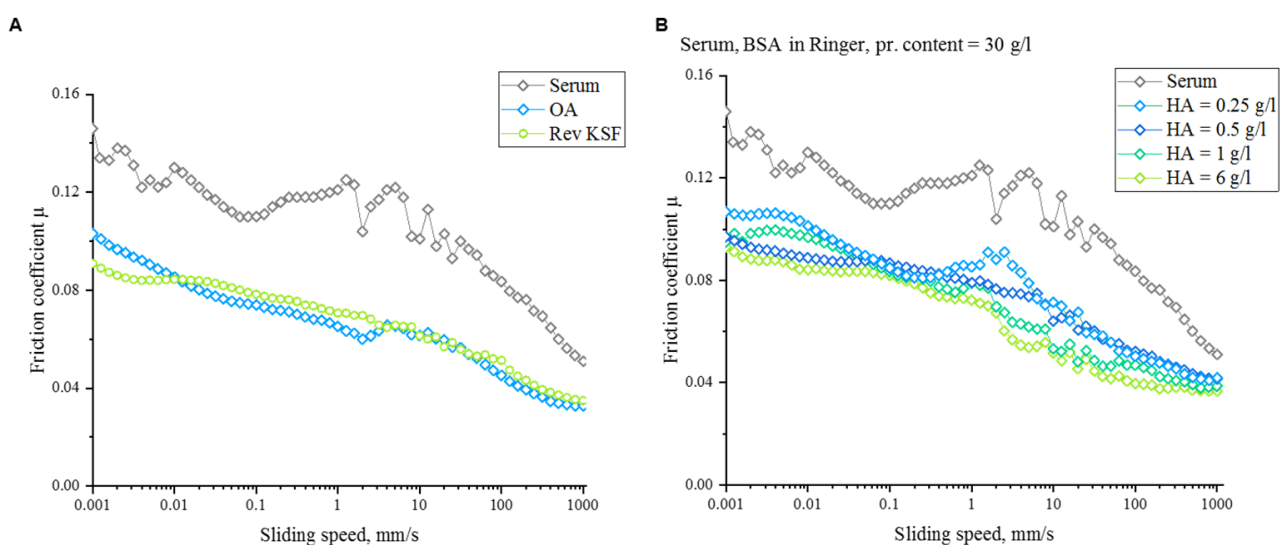 A
Serum
OA
Rev KSF
0.16
0.12
0.08
0.04
0.00
Friction coefficient μ
0.001
0.01
0.1
1
10
100
1000
Sliding speed, mm/s
B
Serum, BSA in Ringer, pr. content = 30 g/l
Serum
HA = 0.25 g/l
HA = 0.5 g/l
HA = 1 g/l
HA = 6 g/l
0.16
0.12
0.08
0.04
0.00
Friction coefficient μ
0.001
0.01
0.1
1
10
100
1000
Sliding speed, mm/s